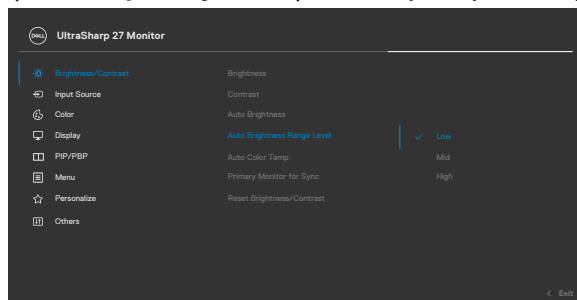 DELL UltraSharp 27 Monitor
Brightness/Contrast Brightness
Input Source Contrast
Color Auto Brightness
Display Auto Brightness Range Level Low
PIP/PBP Auto Color Temp. Mid
Menu Primary Monitor for Sync High
Personalize Reset Brightness/Contrast
Others
< Exit